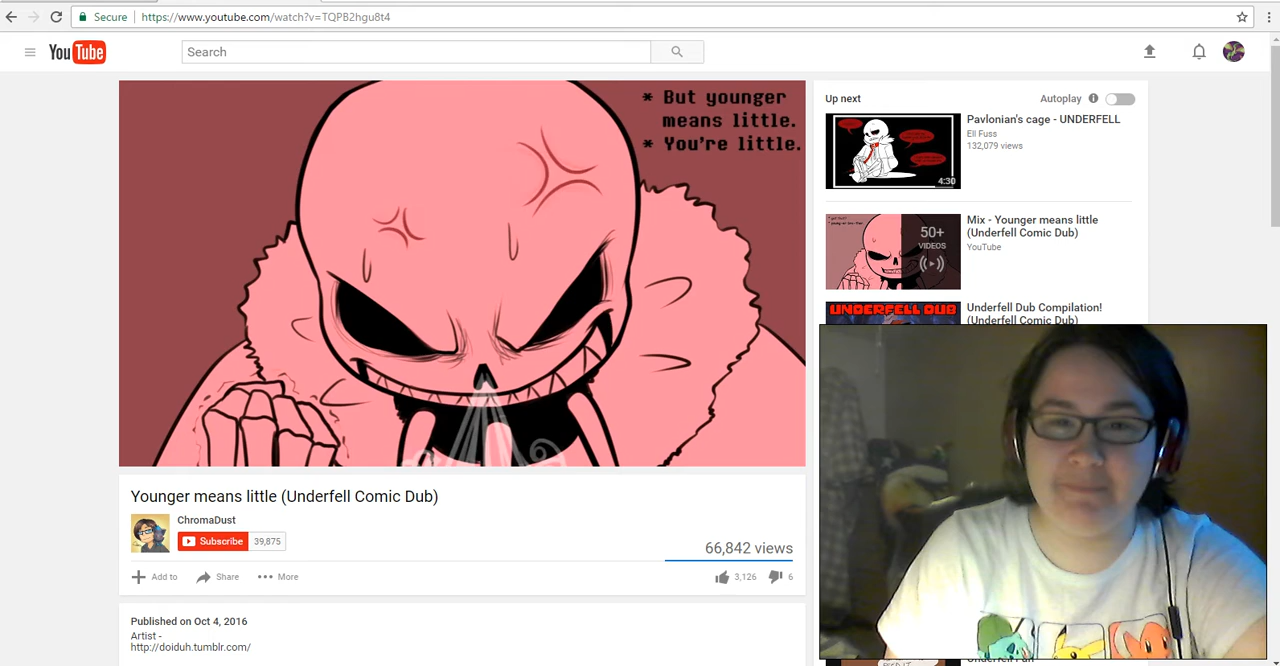 Secure
https://www.youtube.com/watch?v=TQPB2hgu8t4
YouTube
Search
* But younger
means little.
* You're little.
Up next
Autoplay
Pavlonian's cage - UNDERFELL
Ell Fuss
132,079 views
4:30
Mix - Younger means little
(Underfell Comic Dub)
YouTube
50+
VIDEOS
Underfell Dub Compilation!
(Underfell Comic Dub)
UNDERFELL DUB
Younger means little (Underfell Comic Dub)
ChromaDust
Subscribe 39,875
66,842 views
Add to Share More
3,126 6
Published on Oct 4, 2016
Artist -
http://doiduh.tumblr.com/